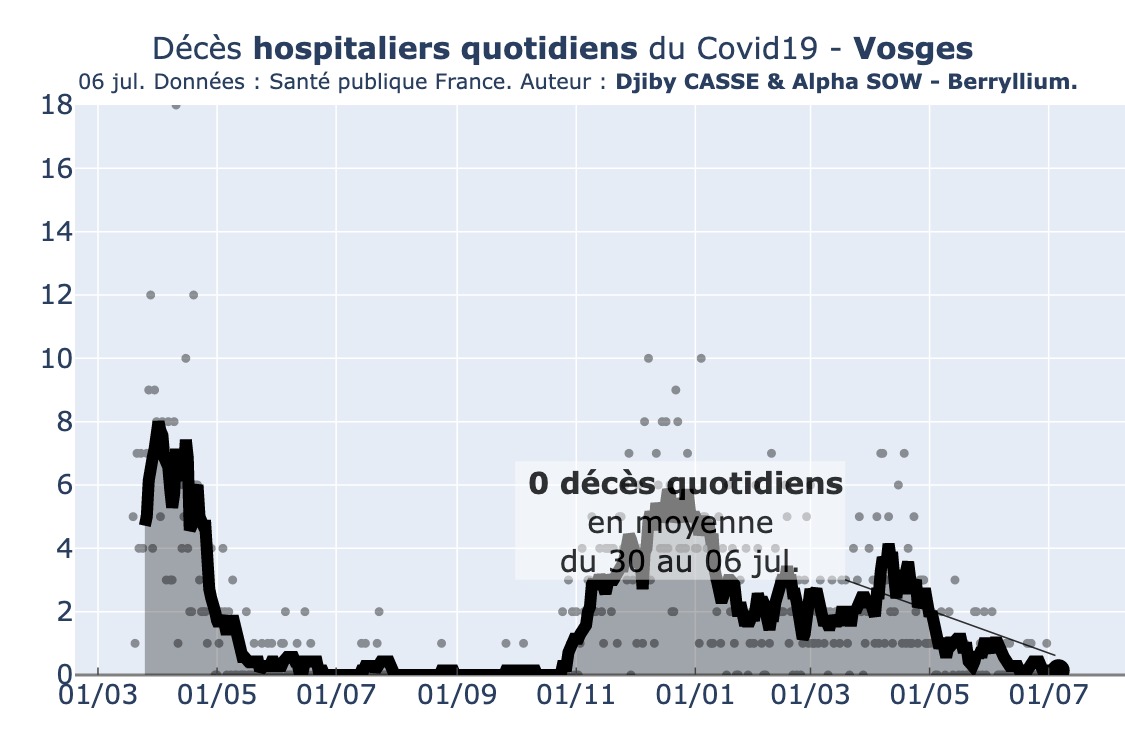 Décès hospitaliers quotidiens du Covid19 - Vosges
06 jul. Données : Santé publique France. Auteur : Djiby CASSE & Alpha SOW - Berryllium.
18
16
14
12
10
8
6
4
2
0
0 décès quotidiens
en moyenne
du 30 au 06 jul.
01/03 01/05 01/07 01/09 01/11 01/01 01/03 01/05 01/07